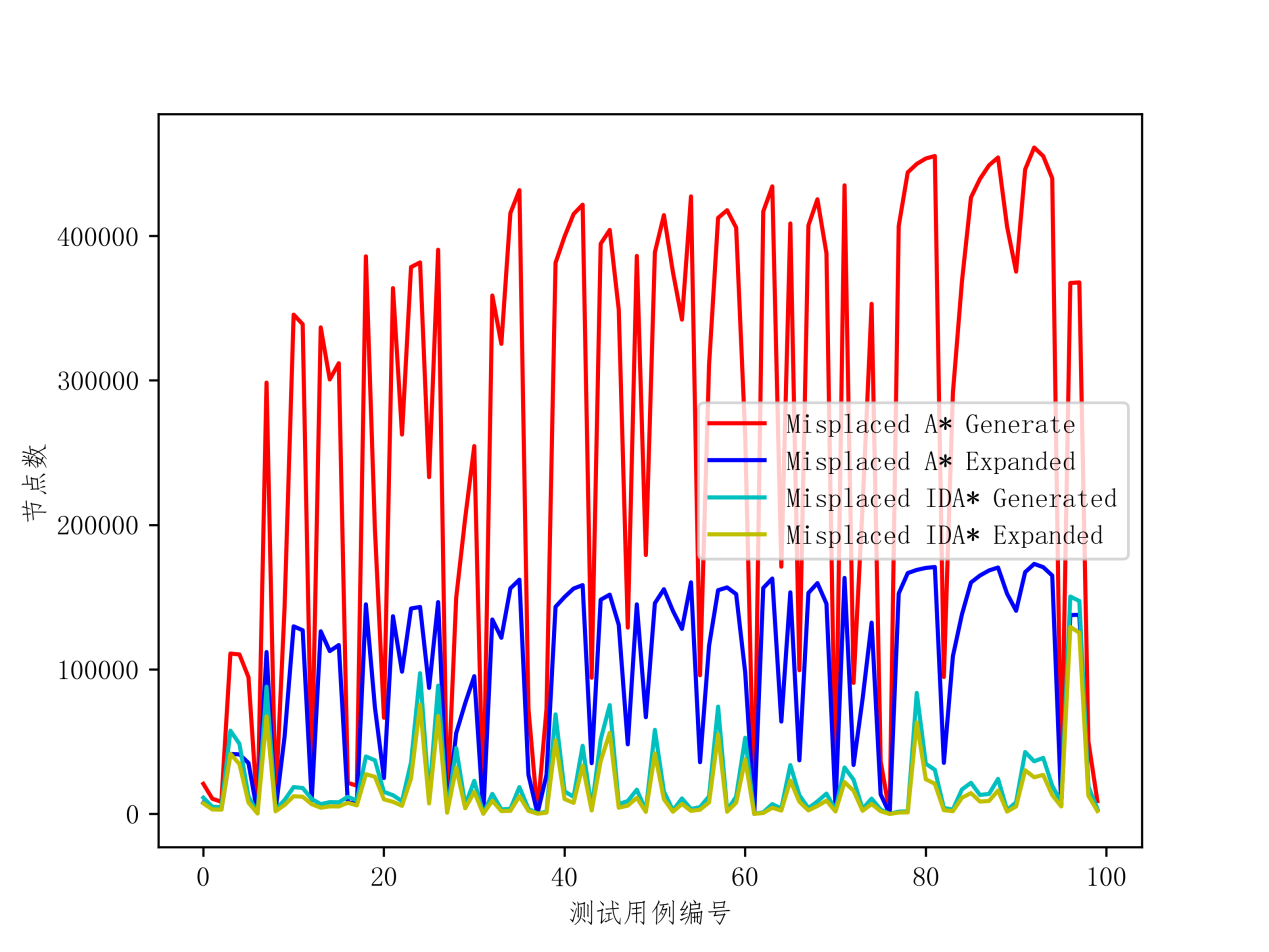 400000
300000
200000
100000
0
节点数
Misplaced A* Generate
Misplaced A* Expanded
Misplaced IDA* Generated
Misplaced IDA* Expanded
0 20 40 60 80 100
测试用例编号